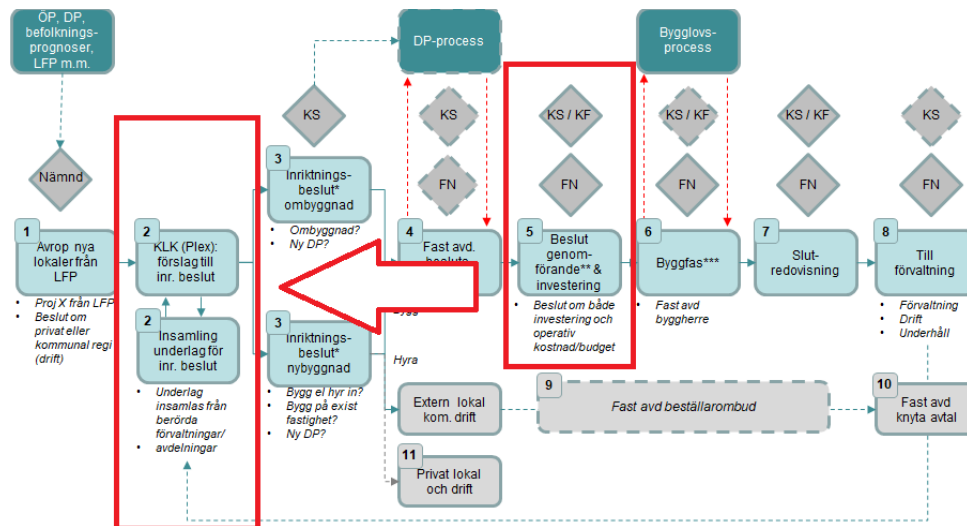 ÖP, DP,
befolknings-
prognoser,
LFP m.m.
DP-process
Bygglovs-
process
KS
KS
KS / KF
KS / KF
KS / KF
KS
Nämnd
FN
FN
FN
FN
FN
1
Avrop nya
lokaler från
LFP
• Proj X från LFP
• Beslut om
privat eller
kommunal regi
(drift)
2
KLK (Plex):
förslag till
inr. beslut
2
Insamling
underlag för
inr. beslut
• Underlag
insamlas från
berörda
förvaltningar/
• avdelningar
3
Inriktnings-
beslut*
ombyggnad
• Ombyggnad?
• Ny DP?
3
Inriktnings-
beslut*
nybyggnad
• Bygg el hyr in?
• Bygg på exist
fastighet?
• Ny DP?
4
Fast avd.
Hyra
5
Beslut
genom-
förande** &
investering
• Beslut om både
investering och
operativ
kostnad/budget
6
Byggfas***
• Fast avd
byggherre
7
Slut-
redovisning
8
Till
förvaltning
• Förvaltning
• Drift
• Underhåll
Extern lokal
kom. drift
9
Fast avd beställarombud
10
Fast avd
knyta avtal
11
Privat lokal
och drift